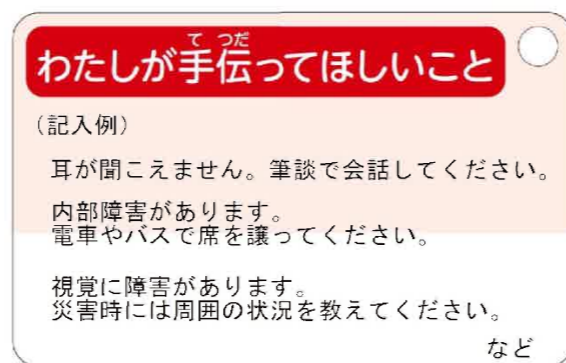 わたしが手伝ってほしいこと
（記入例）
耳が聞こえません。筆談で会話してください。
内部障害があります。
電車やバスで席を譲ってください。
視覚に障害があります。
災害時には周囲の状況を教えてください。
など